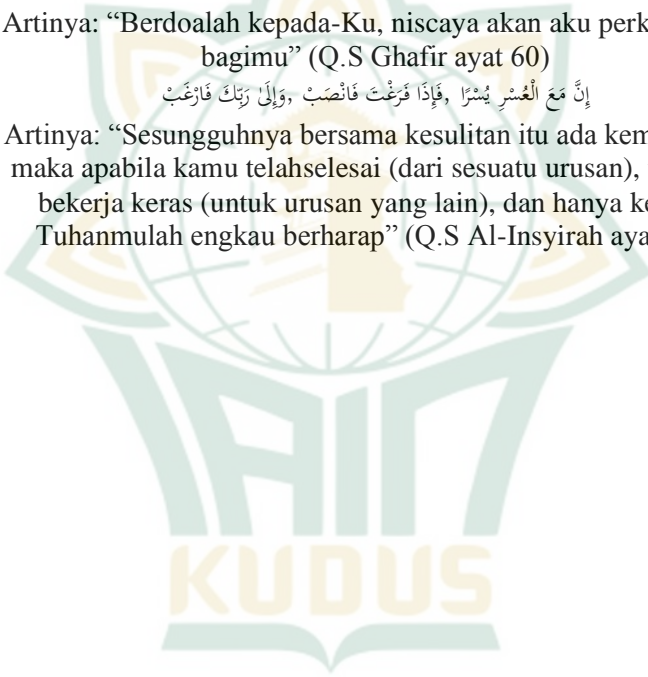 Artinya: “Berdoalah kepada-Ku, niscaya akan aku perk
bagimu” (Q.S Ghafir ayat 60)
إِنَّ مَعَ الْعُسْرِ يُسْرًا ,فَإِذَا فَرَغْتَ فَانْصَبْ ,وَإِلَىٰ رَبِّكَ فَارْغَبْ
Artinya: “Sesungguhnya bersama kesulitan itu ada kem
maka apabila kamu telahselesai (dari sesuatu urusan),
bekerja keras (untuk urusan yang lain), dan hanya ke
Tuhanmulah engkau berharap” (Q.S Al-Insyirah aya
IAIN
KUDUS